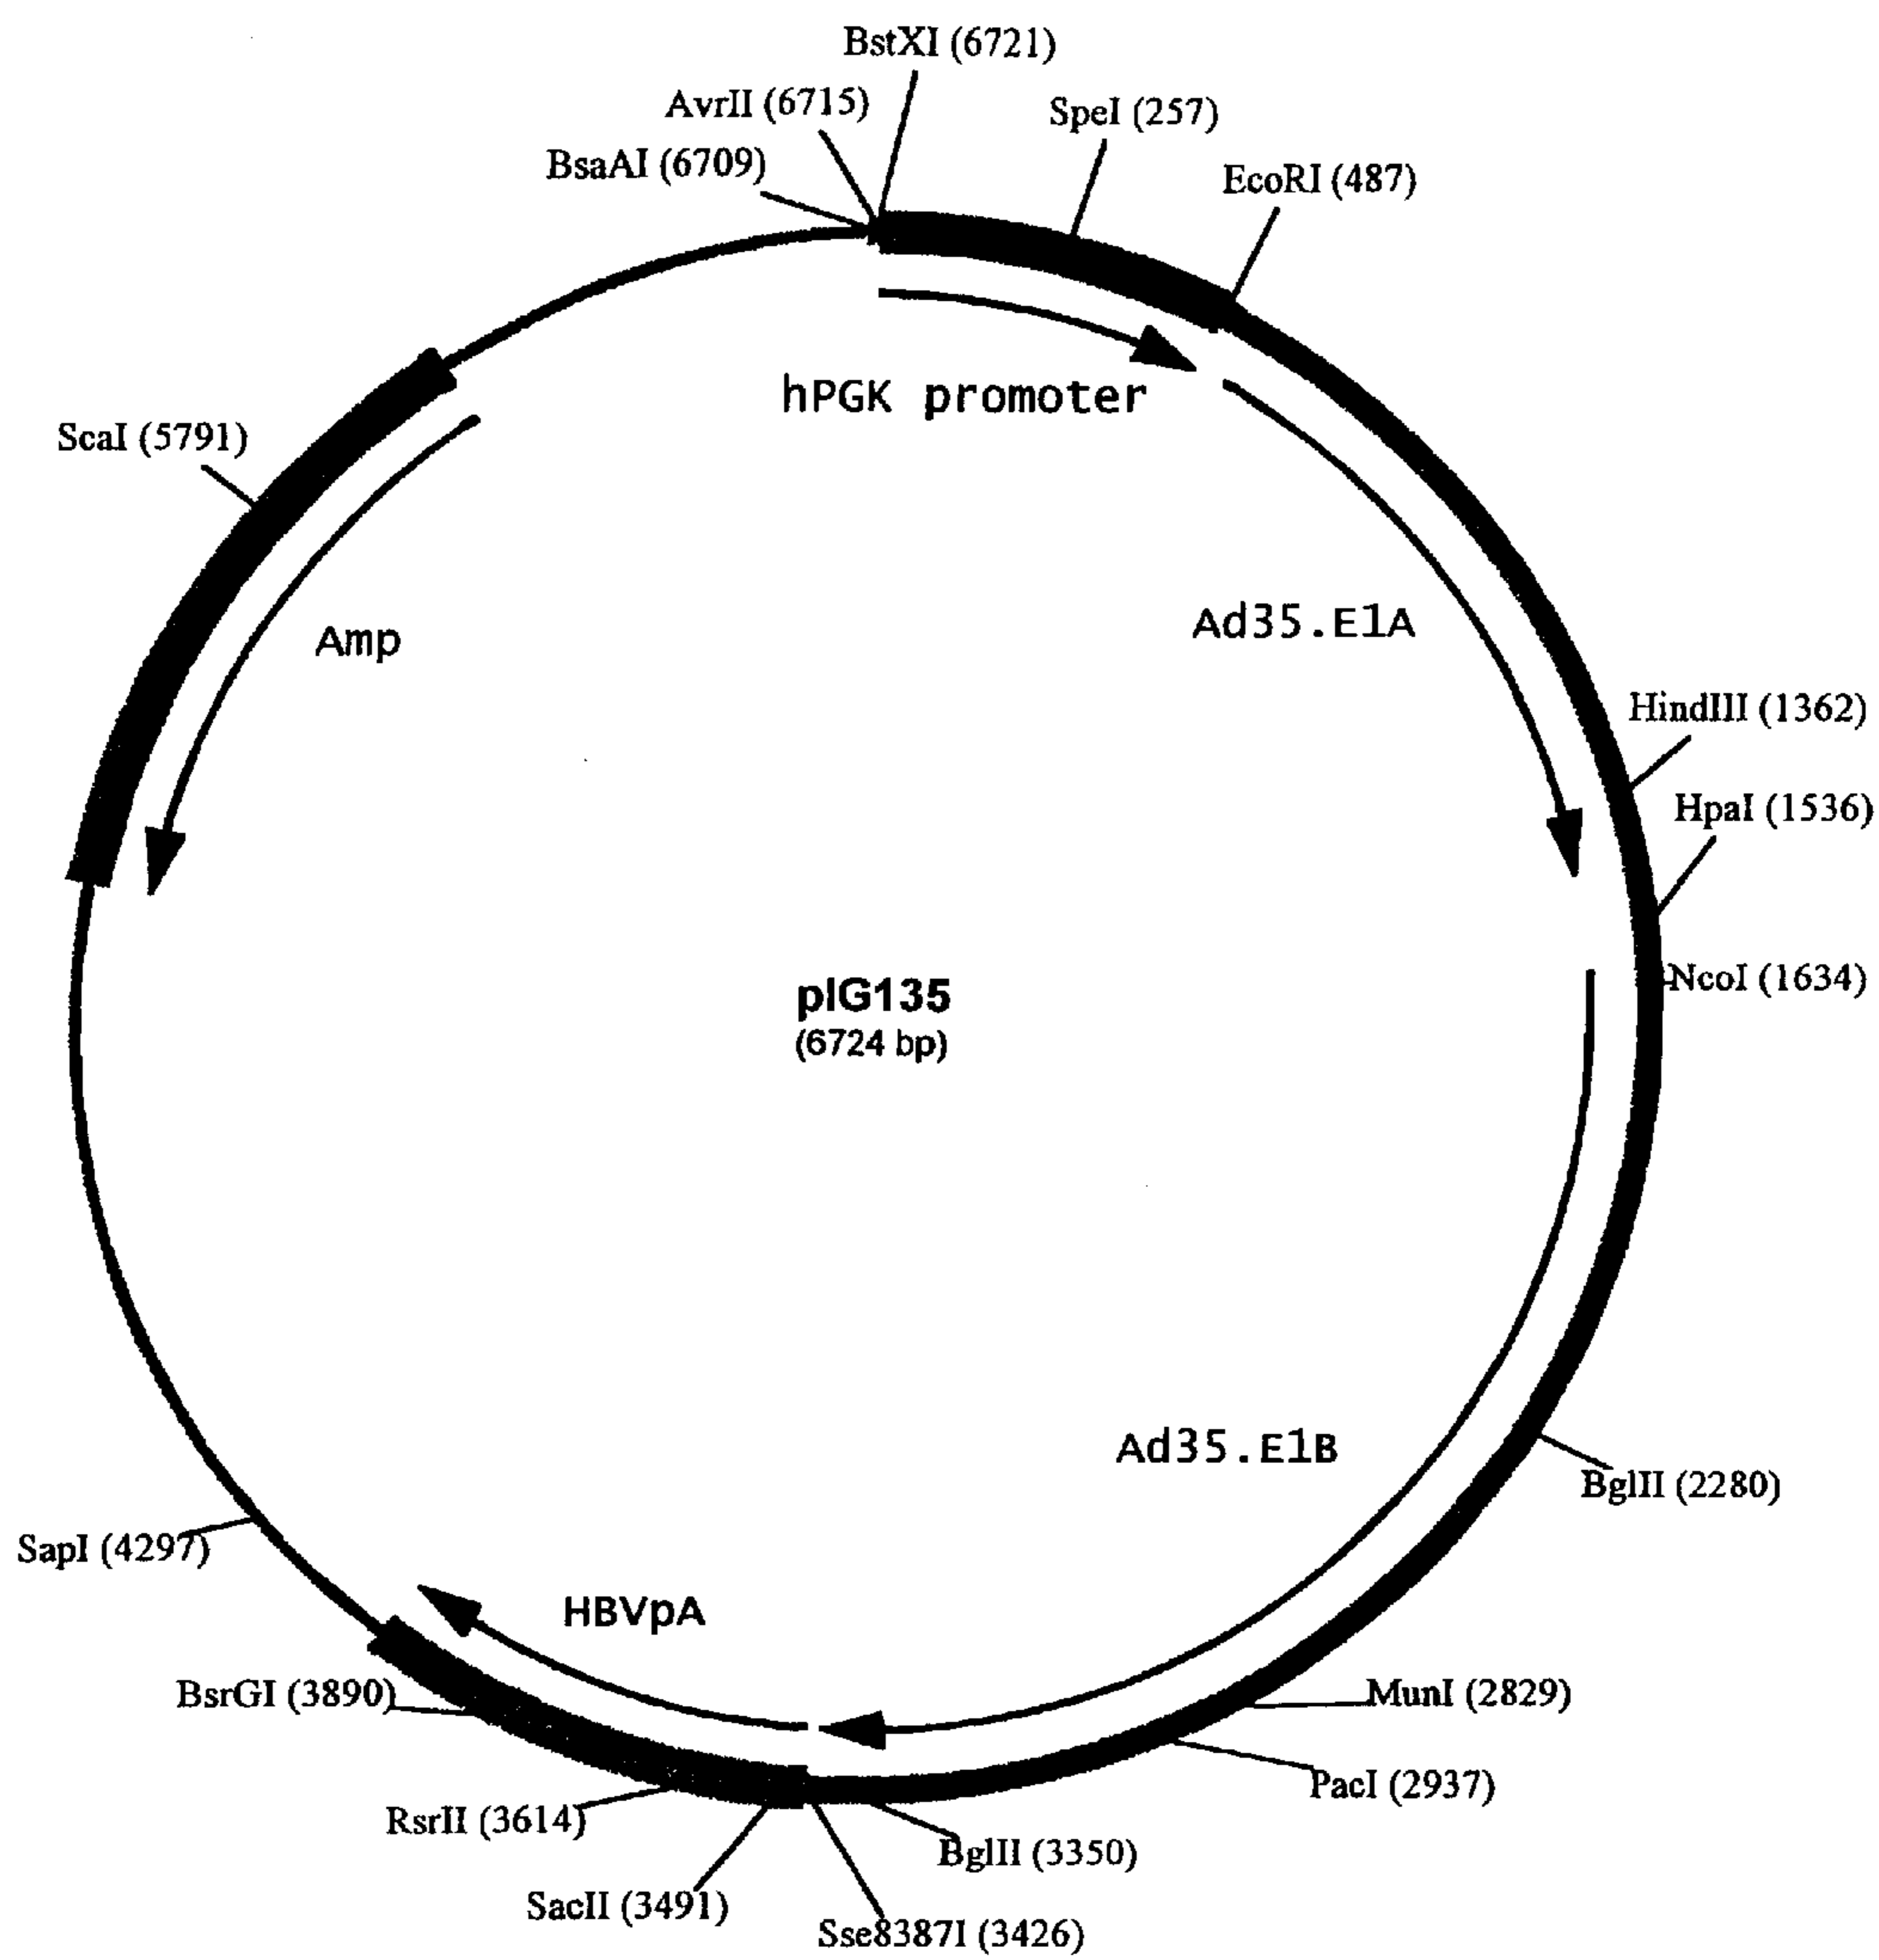 BstXI (6721)
AvrII (6715)
SpeI (257)
BsaAI (6709)
EcoRI (487)
hPGK promoter
ScaI (5791)
Ad35.E1A
Amp
HindIII (1362)
HpaI (1536)
NcoI (1634)
pIG135
(6724 bp)
Ad35.E1B
BglII (2280)
SapI (4297)
HBVpA
BsrGI (3890)
MunI (2829)
PacI (2937)
RsrII (3614)
BglII (3350)
SacII (3491)
Sse8387I (3426)